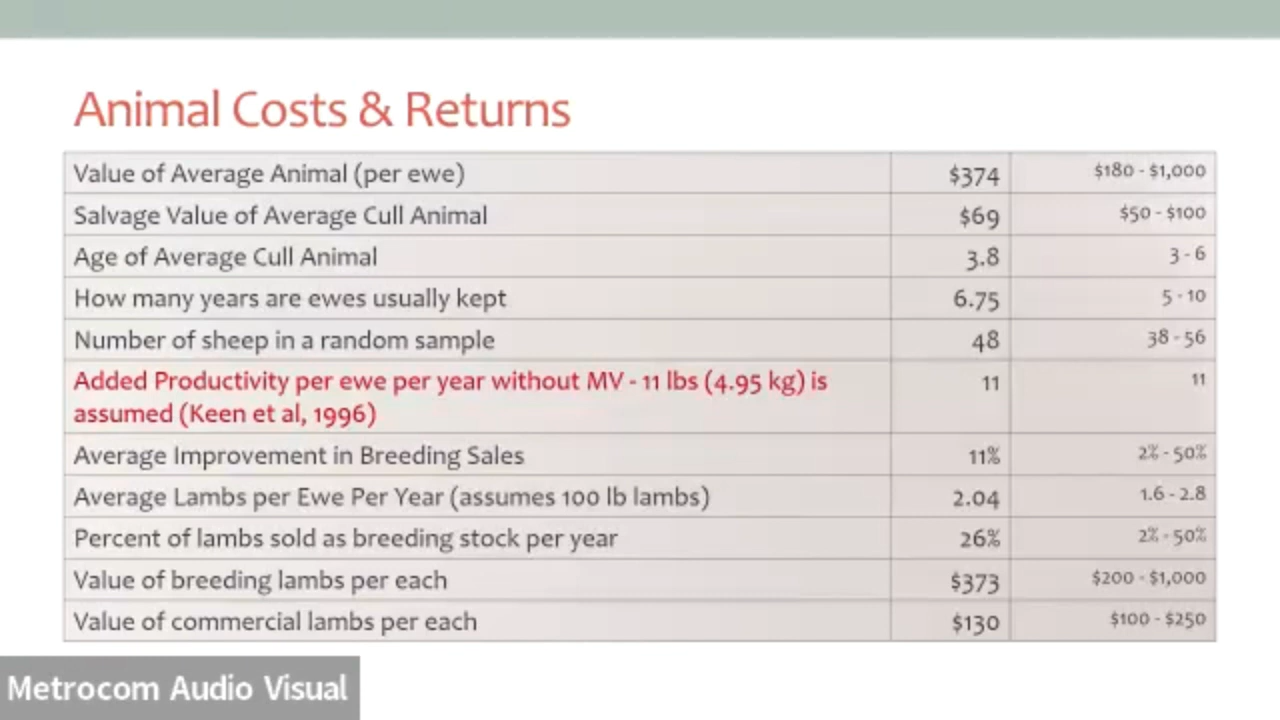 Animal Costs & Returns
Value of Average Animal (per ewe) $374 $180 - $1,000
Salvage Value of Average Cull Animal $69 $50 - $100
Age of Average Cull Animal 3.8 3 - 6
How many years are ewes usually kept 6.75 5 - 10
Number of sheep in a random sample 48 38 - 56
Added Productivity per ewe per year without MV - 11 lbs (4.95 kg) is 11 11
assumed (Keen et al, 1996)
Average Improvement in Breeding Sales 11% 2% - 50%
Average Lambs per Ewe Per Year (assumes 100 lb lambs) 2.04 1.6 - 2.8
Percent of lambs sold as breeding stock per year 26% 2% - 50%
Value of breeding lambs per each $373 $200 - $1,000
Value of commercial lambs per each $130 $100 - $250
Metrocom Audio Visual